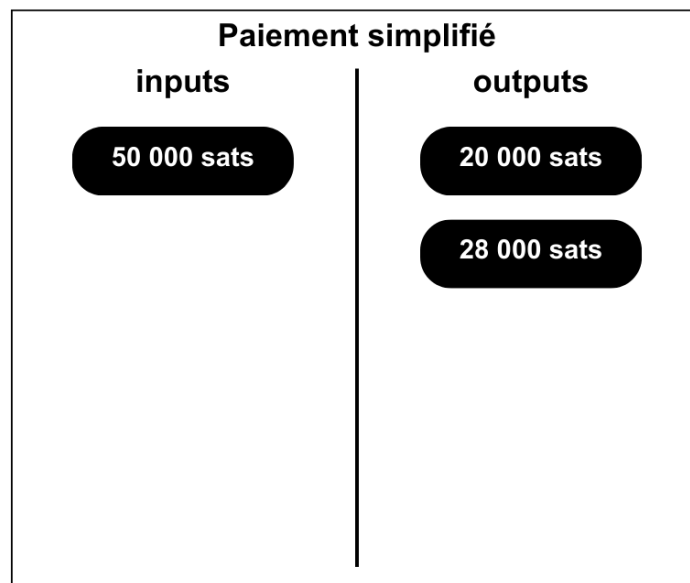 Paiement simplifié
inputs
outputs
50 000 sats
20 000 sats
28 000 sats